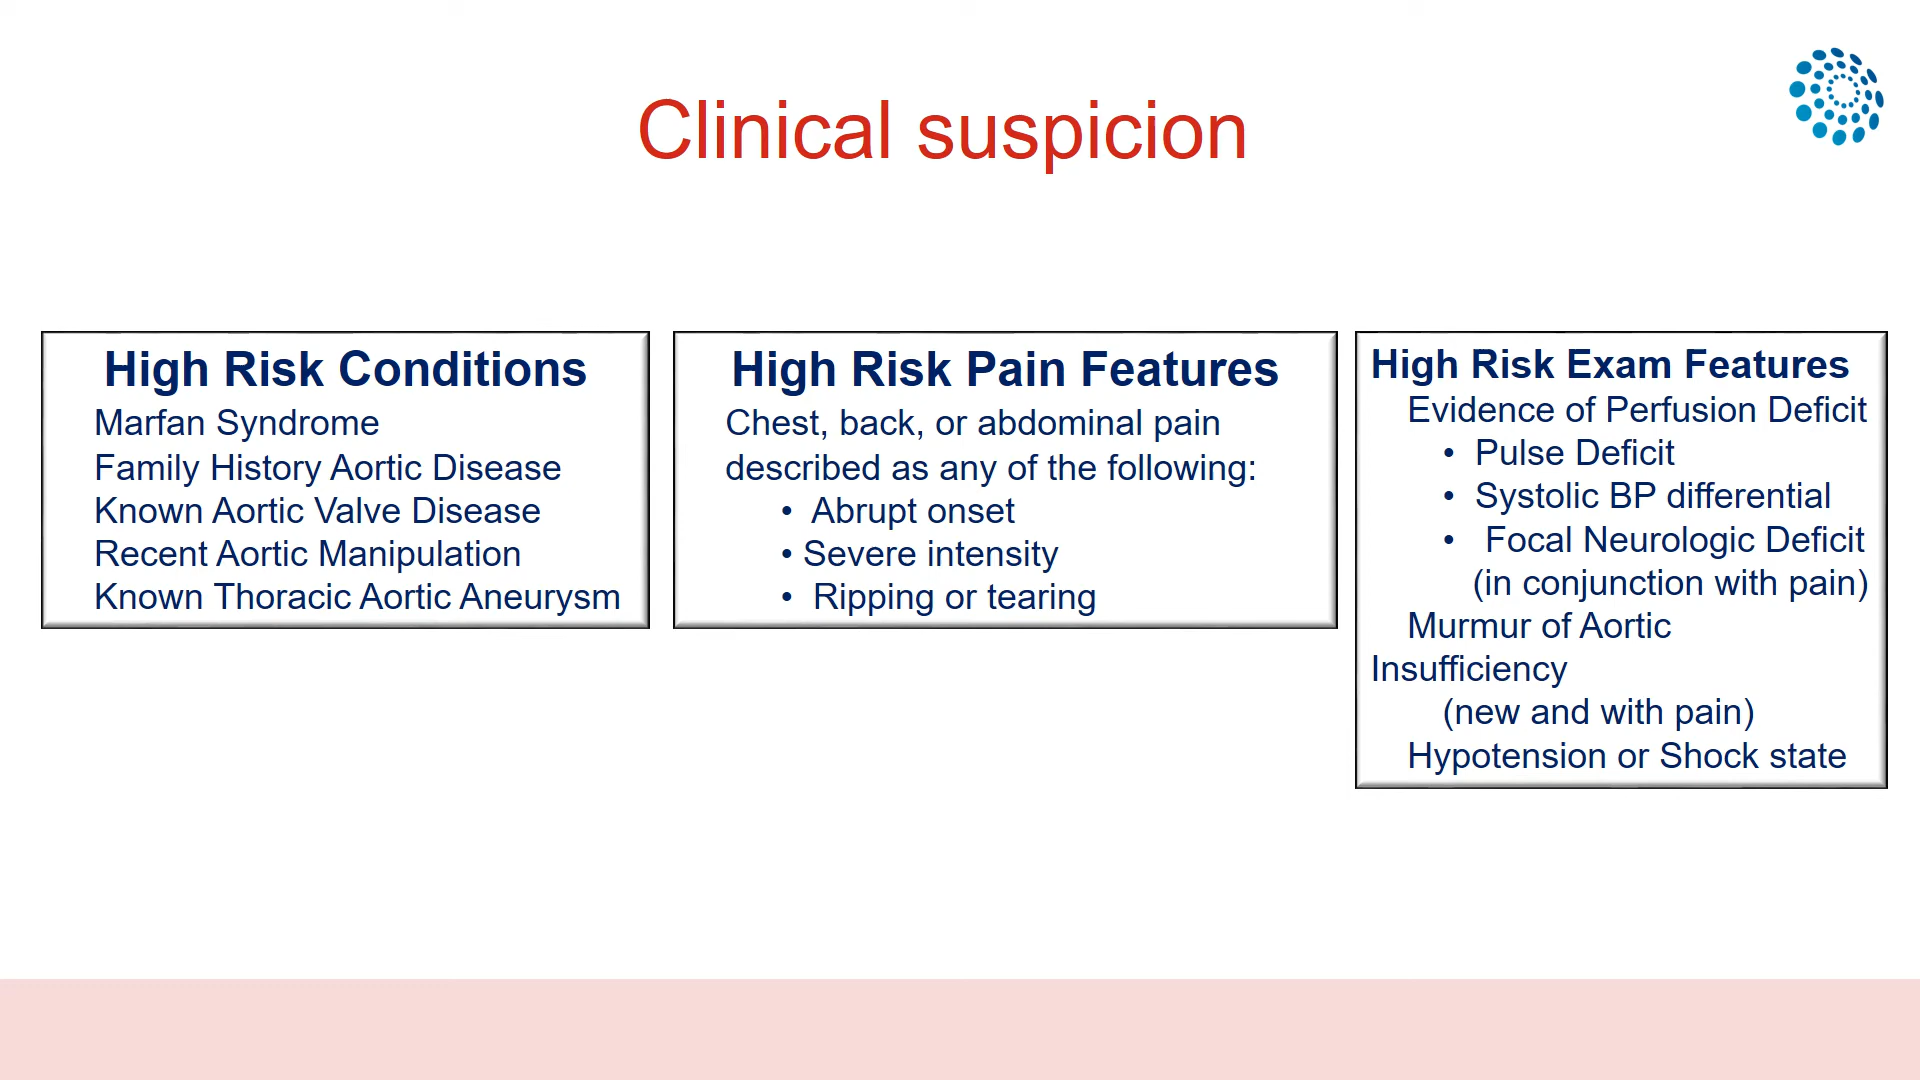 Clinical suspicion
High Risk Conditions
Marfan Syndrome
Family History Aortic Disease
Known Aortic Valve Disease
Recent Aortic Manipulation
Known Thoracic Aortic Aneurysm
High Risk Pain Features
Chest, back, or abdominal pain
described as any of the following:
• Abrupt onset
• Severe intensity
• Ripping or tearing
High Risk Exam Features
Evidence of Perfusion Deficit
• Pulse Deficit
• Systolic BP differential
• Focal Neurologic Deficit
(in conjunction with pain)
Murmur of Aortic
Insufficiency
(new and with pain)
Hypotension or Shock state